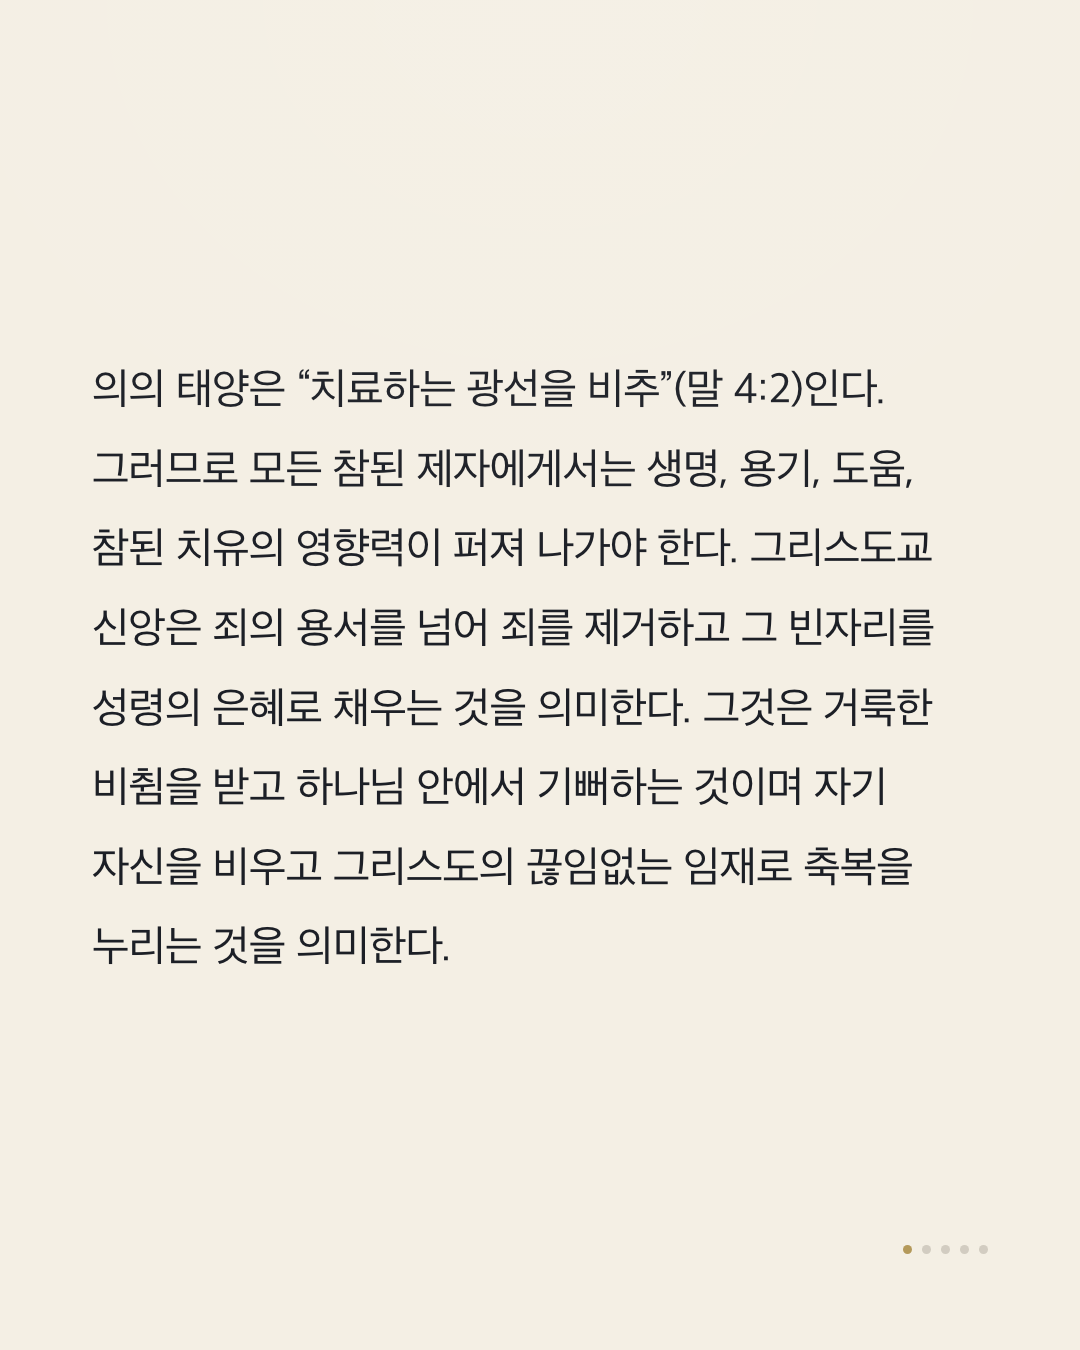 의의 태양은 “치료하는 광선을 비추”(말 4:2)인다.
그러므로 모든 참된 제자에게서는 생명, 용기, 도움,
참된 치유의 영향력이 퍼져 나가야 한다. 그리스도교
신앙은 죄의 용서를 넘어 죄를 제거하고 그 빈자리를
성령의 은혜로 채우는 것을 의미한다. 그것은 거룩한
비췸을 받고 하나님 안에서 기뻐하는 것이며 자기
자신을 비우고 그리스도의 끊임없는 임재로 축복을
누리는 것을 의미한다.